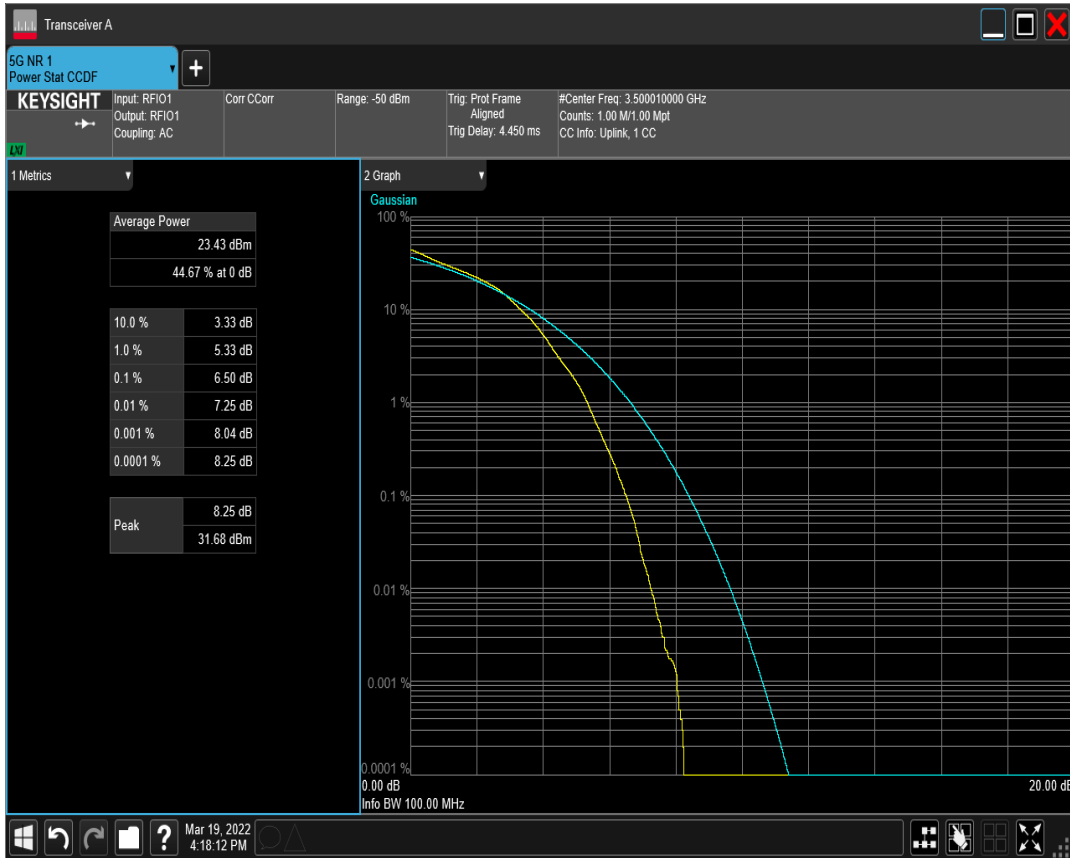 Transceiver A
5G NR 1
Power Stat CCDF
KEYSIGHT
LXI
Input: RFIO1
Output: RFIO1
Coupling: AC
Corr CCorr
Range: -50 dBm
Trig: Prot Frame
Aligned
Trig Delay: 4.450 ms
#Center Freq: 3.500010000 GHz
Counts: 1.00 M/1.00 Mpt
CC Info: Uplink, 1 CC
1 Metrics
Average Power
23.43 dBm
44.67 % at 0 dB
10.0 % 3.33 dB
1.0 % 5.33 dB
0.1 % 6.50 dB
0.01 % 7.25 dB
0.001 % 8.04 dB
0.0001 % 8.25 dB
Peak
8.25 dB
31.68 dBm
2 Graph
Gaussian
100 %
10 %
1 %
0.1 %
0.01 %
0.001 %
0.0001 %
0.00 dB 20.00 dB
Info BW 100.00 MHz
?
Mar 19, 2022
4:18:12 PM